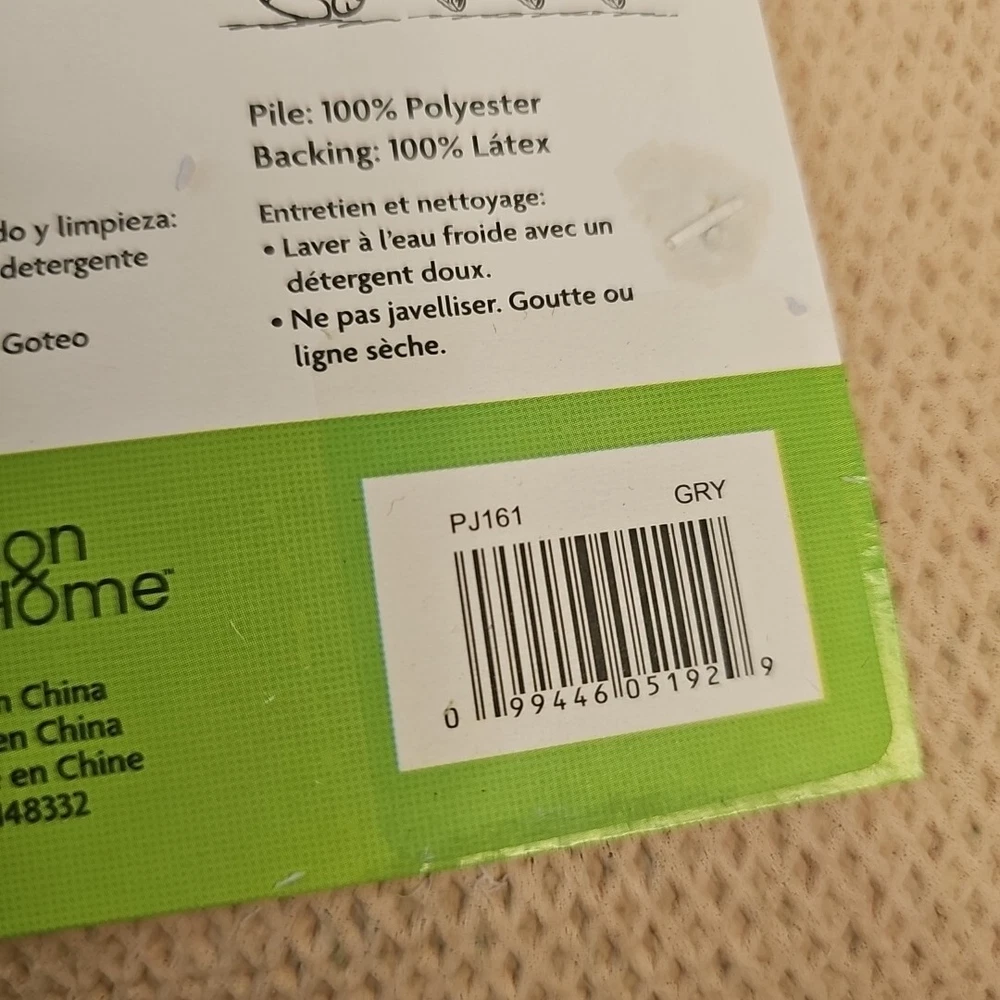 Pile: 100% Polyester
Backing: 100% Látex
y limpieza:
detergente
Goteo
Entretien et nettoyage:
• Laver à l'eau froide avec un
détergent doux.
• Ne pas javelliser. Goutte ou
ligne sèche.
on
Home™
China
en China
en Chine
48332
PJ161 GRY
0 99446 05192 9